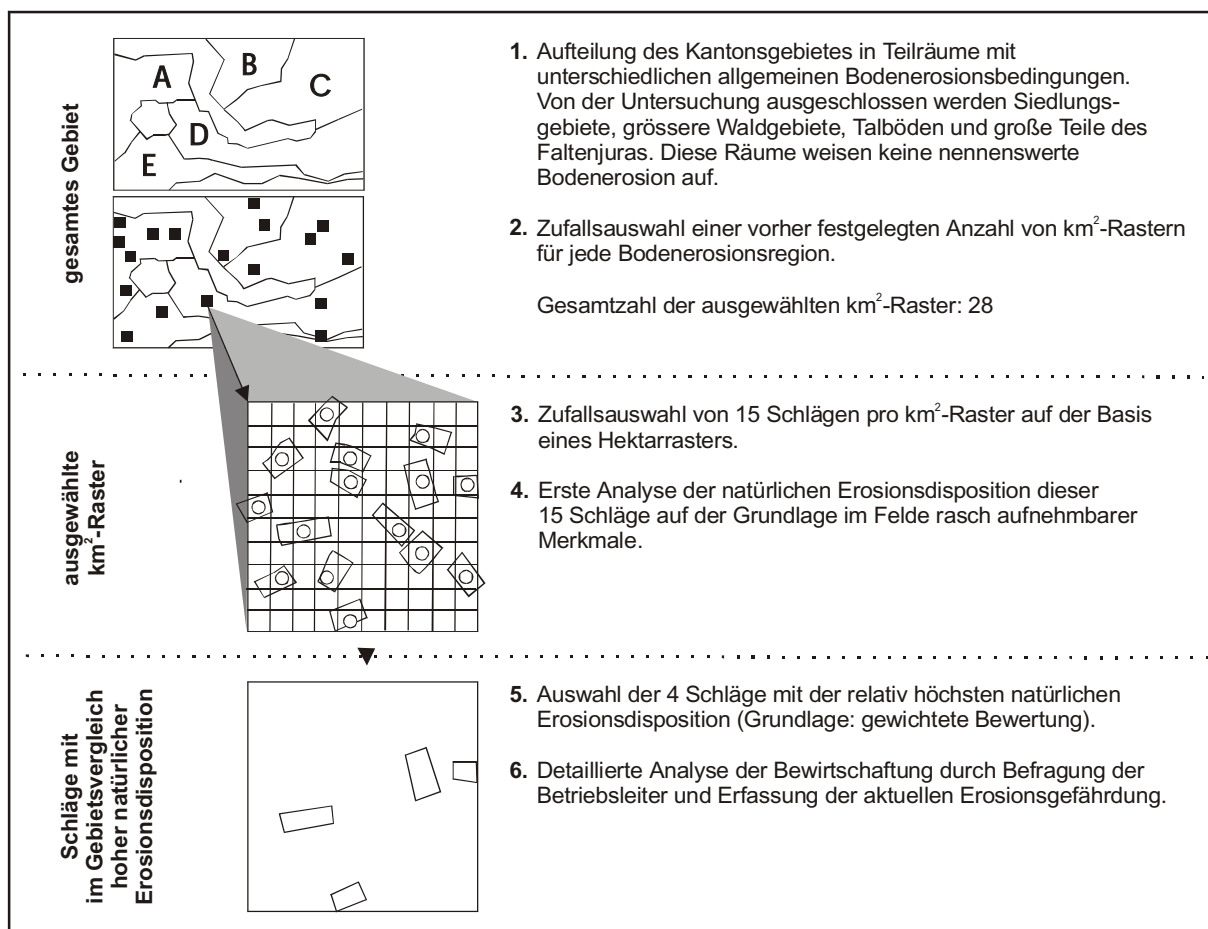 gesamtes Gebiet
A
B
C
D
E
1. Aufteilung des Kantonsgebietes in Teilräume mit
unterschiedlichen allgemeinen Bodenerosionsbedingungen.
Von der Untersuchung ausgeschlossen werden Siedlungs-
gebiete, grössere Waldgebiete, Talböden und große Teile des
Faltenjuras. Diese Räume weisen keine nennenswerte
Bodenerosion auf.
2. Zufallsauswahl einer vorher festgelegten Anzahl von km²-Rastern
für jede Bodenerosionsregion.
Gesamtzahl der ausgewählten km²-Raster: 28
ausgewählte
km²-Raster
3. Zufallsauswahl von 15 Schlägen pro km²-Raster auf der Basis
eines Hektarrasters.
4. Erste Analyse der natürlichen Erosionsdisposition dieser
15 Schläge auf der Grundlage im Felde rasch aufnehmbarer
Merkmale.
Schläge mit
im Gebietsvergleich
hoher natürlicher
Erosionsdisposition
5. Auswahl der 4 Schläge mit der relativ höchsten natürlichen
Erosionsdisposition (Grundlage: gewichtete Bewertung).
6. Detaillierte Analyse der Bewirtschaftung durch Befragung der
Betriebsleiter und Erfassung der aktuellen Erosionsgefährdung.